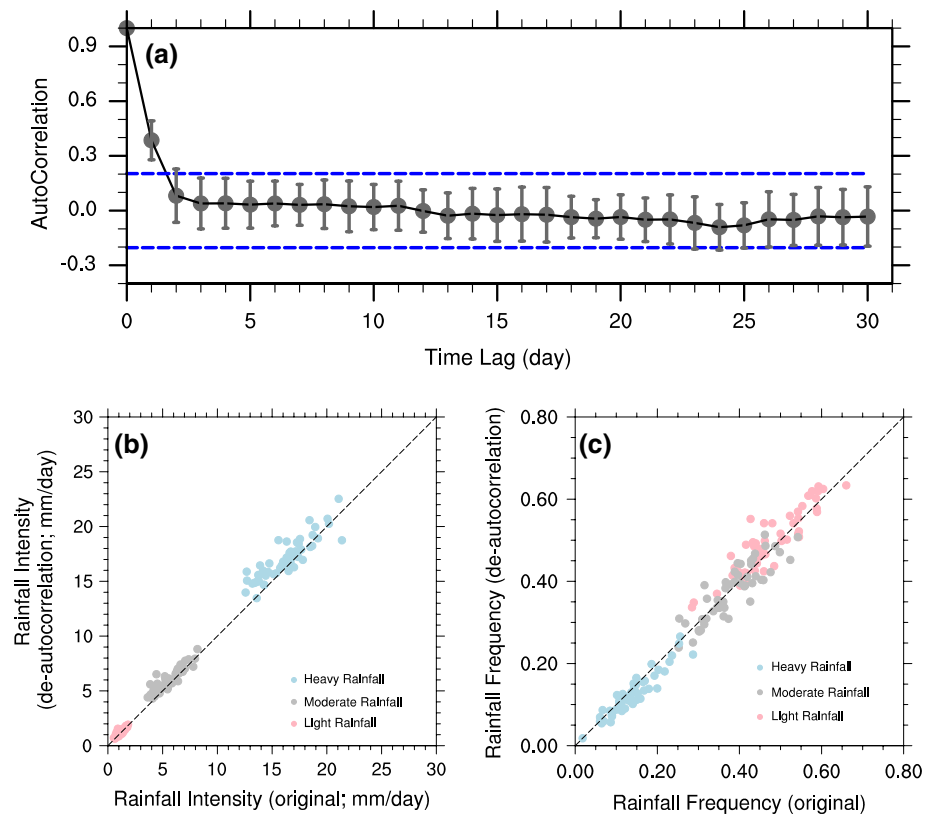 (a)
AutoCorrelation
0.9
0.6
0.3
0.0
-0.3
0 5 10 15 20 25 30
Time Lag (day)
(b)
Rainfall Intensity
(de-autocorrelation; mm/day)
30
25
20
15
10
5
0
Heavy Rainfall
Moderate Rainfall
LIght Rainfall
0 5 10 15 20 25 30
Rainfall Intensity (original; mm/day)
(c)
Rainfall Frequency (de-autocorrelation)
0.80
0.60
0.40
0.20
0.00
Heavy Rainfall
Moderate Rainfall
LIght Rainfall
0.00 0.20 0.40 0.60 0.80
Rainfall Frequency (original)